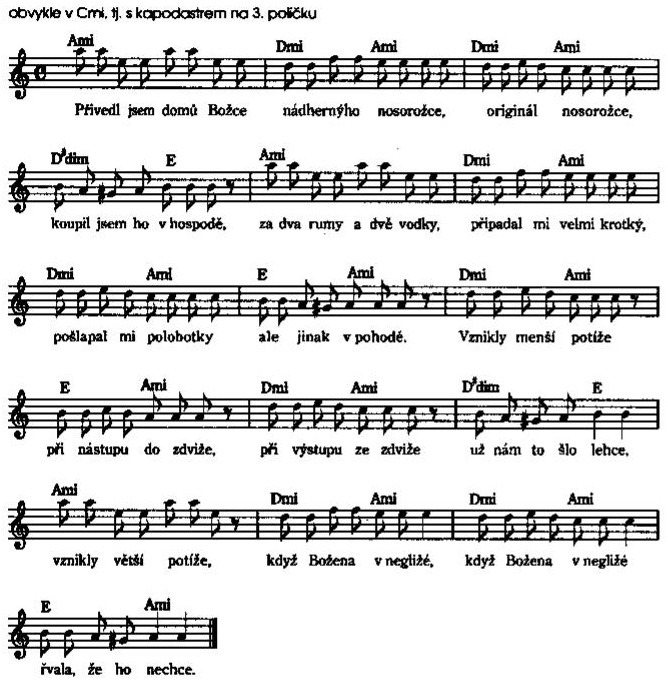 obvykle v Cmi, tj. s kapodastrem na 3. políčku
Ami Dmi Ami Dmi Ami
Přivedl jsem domů Božce nádhernýho nosorožce, originál nosorožce,
D#dim E Ami Dmi Ami
koupil jsem ho v hospodě, za dva rumy a dvě vodky, připadal mi velmi krotký,
Dmi Ami E Ami Dmi Ami
pošlapal mi polobotky ale jinak v pohodě. Vznikly menší potíže
E Ami Dmi Ami D#dim E
při nástupu do zdviže, při výstupu ze zdviže už nám to šlo lehce,
Ami Dmi Ami Dmi Ami
vznikly větší potíže, když Božena v negližé, když Božena v negližé
E Ami
řvala, že ho nechce.